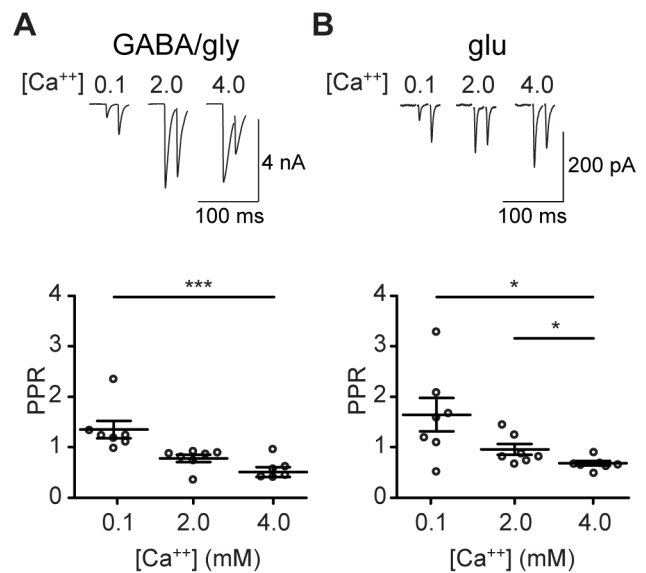 A
GABA/gly
[Ca++] 0.1 2.0 4.0
4 nA
100 ms
B
glu
[Ca++] 0.1 2.0 4.0
200 pA
100 ms
***
4
3
2
1
0
PPR
0.1 2.0 4.0
[Ca++] (mM)
*
*
4
3
2
1
0
PPR
0.1 2.0 4.0
[Ca++] (mM)